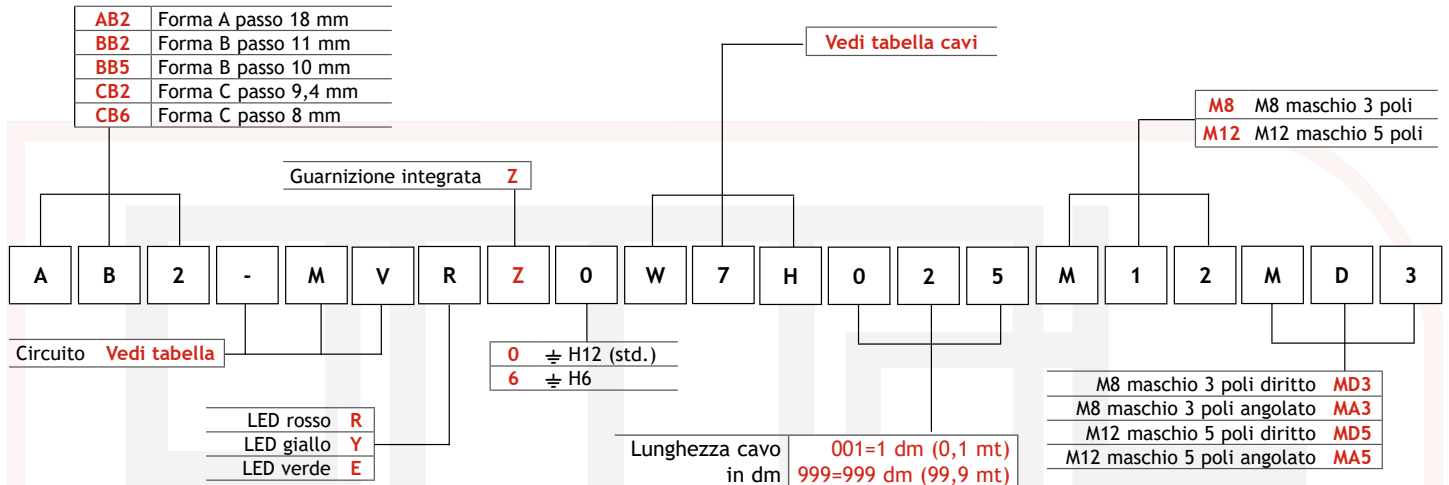 AB2 Forma A passo 18 mm
BB2 Forma B passo 11 mm
BB5 Forma B passo 10 mm
CB2 Forma C passo 9,4 mm
CB6 Forma C passo 8 mm
Vedi tabella cavi
M8 M8 maschio 3 poli
M12 M12 maschio 5 poli
Guarnizione integrata Z
A B 2 - M V R Z 0 W 7 H 0 2 5 M 1 2 M D 3
Circuito Vedi tabella
0 ⏚ H12 (std.)
6 ⏚ H6
LED rosso R
LED giallo Y
LED verde E
Lunghezza cavo 001=1 dm (0,1 mt)
in dm 999=999 dm (99,9 mt)
M8 maschio 3 poli diritto MD3
M8 maschio 3 poli angolato MA3
M12 maschio 5 poli diritto MD5
M12 maschio 5 poli angolato MA5